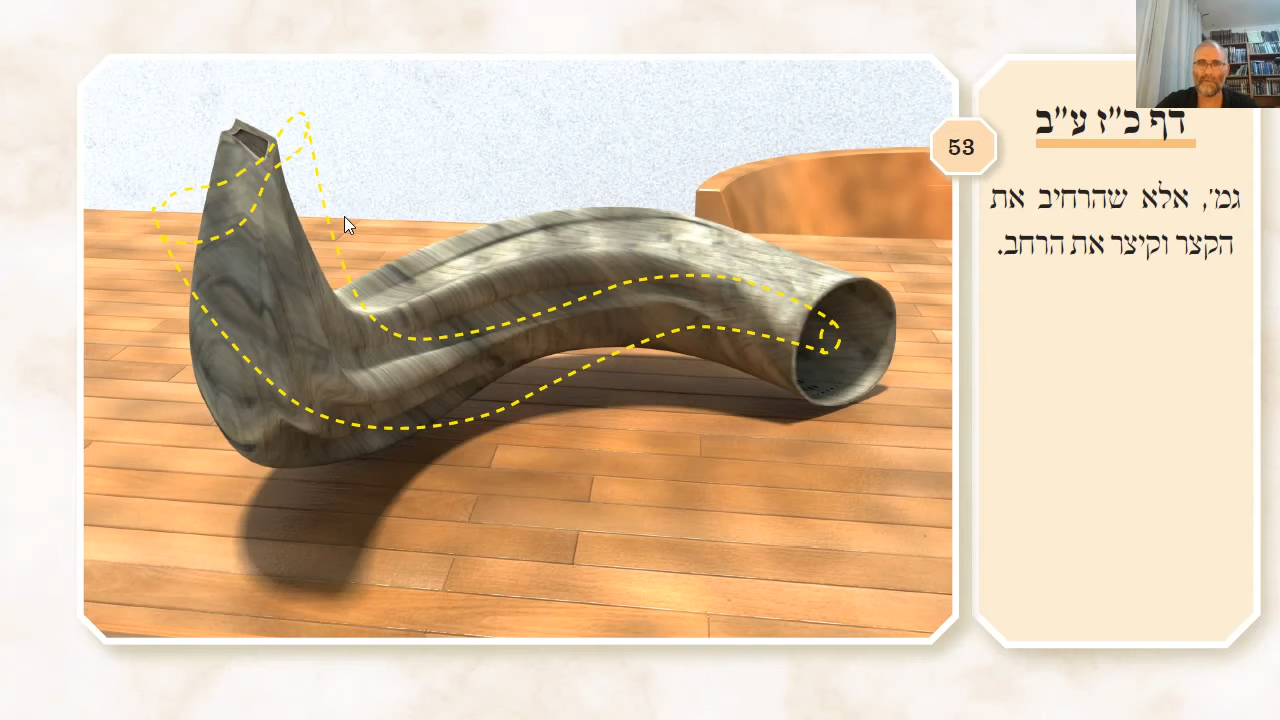 דף כ"ז ע"ב
53
גמ', אלא שהרחיב את
הקצר וקיצר את הרחב.